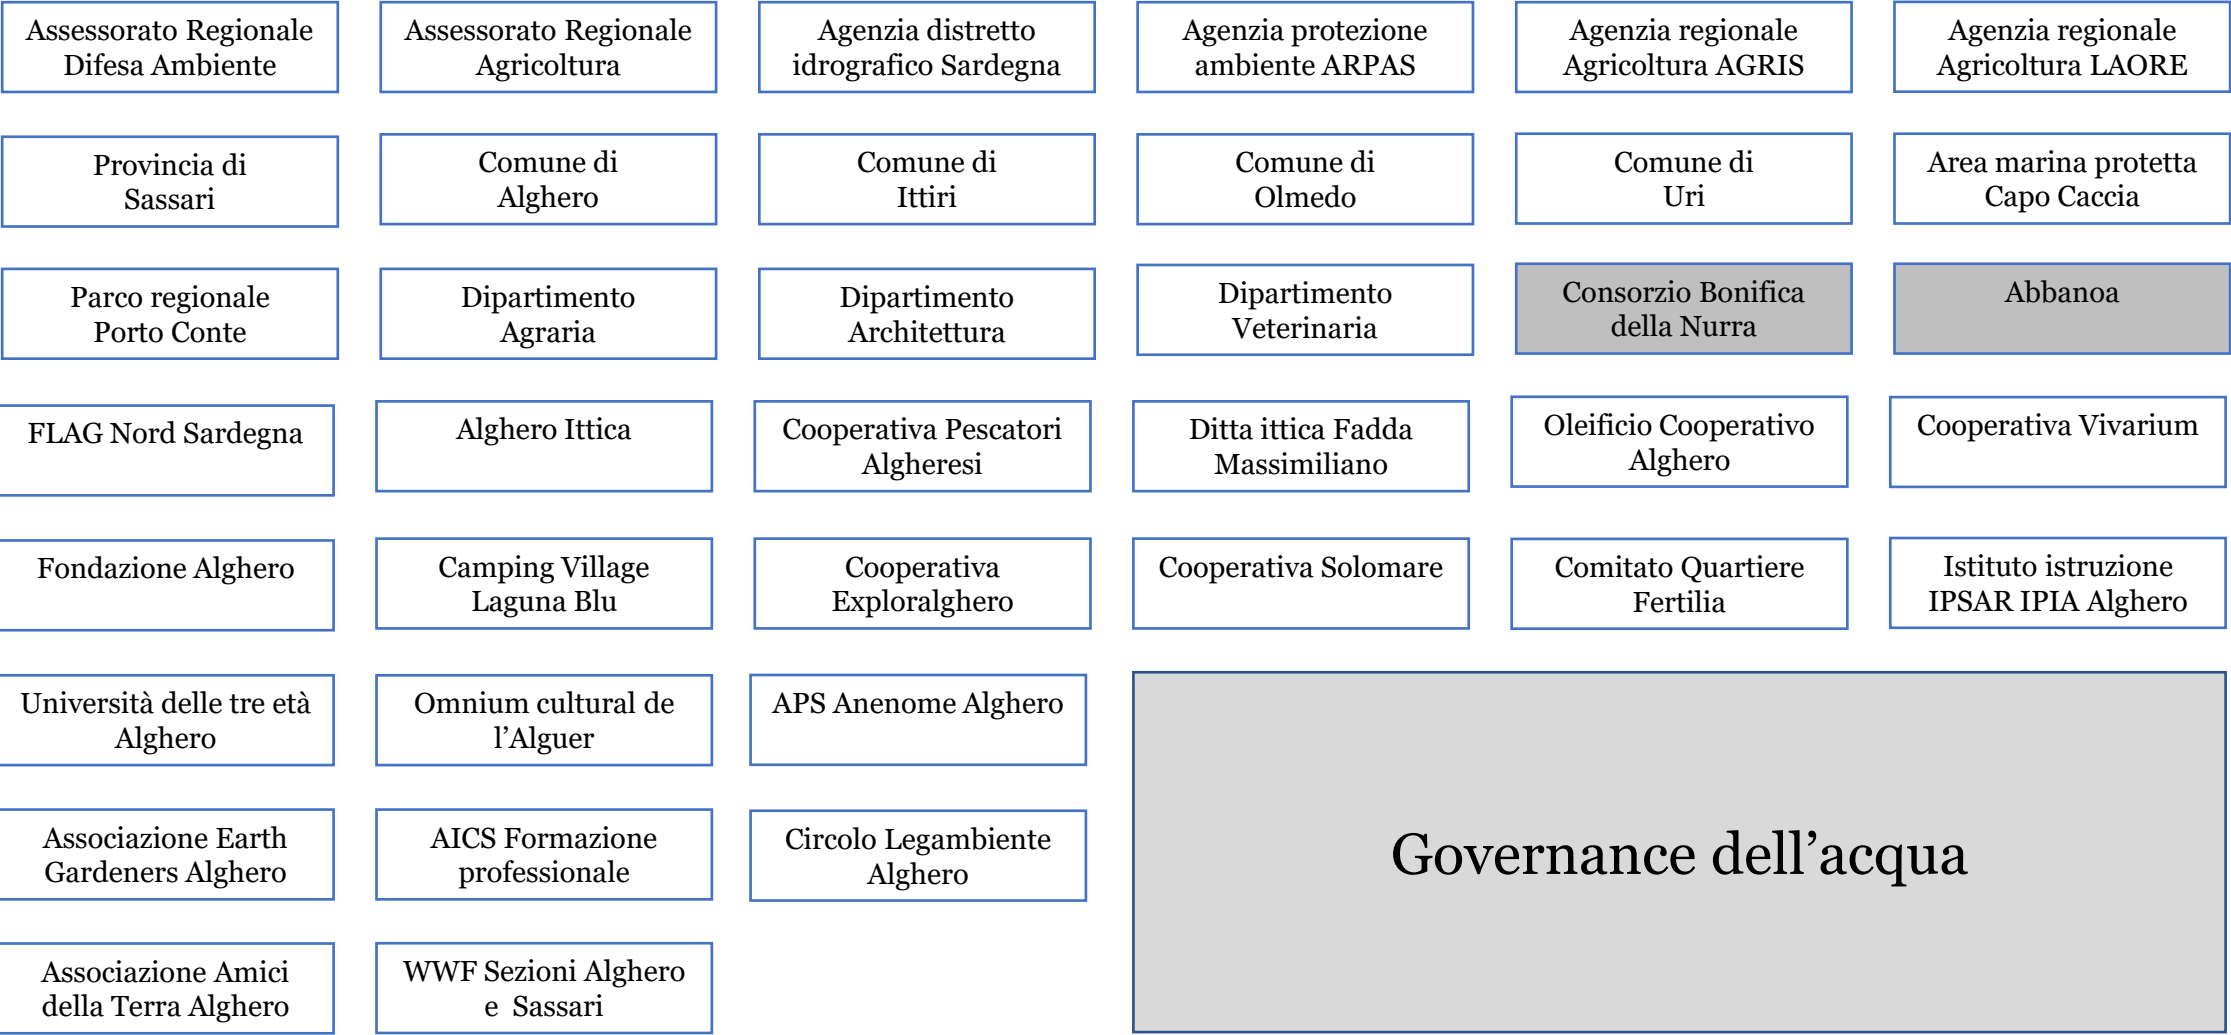 Assessorato Regionale
Difesa Ambiente
Assessorato Regionale
Agricoltura
Agenzia distretto
idrografico Sardegna
Agenzia protezione
ambiente ARPAS
Agenzia regionale
Agricoltura AGRIS
Agenzia regionale
Agricoltura LAORE
Provincia di
Sassari
Comune di
Alghero
Comune di
Ittiri
Comune di
Olmedo
Comune di
Uri
Area marina protetta
Capo Caccia
Parco regionale
Porto Conte
Dipartimento
Agraria
Dipartimento
Architettura
Dipartimento
Veterinaria
Consorzio Bonifica
della Nurra
Abbanoa
FLAG Nord Sardegna
Alghero Ittica
Cooperativa Pescatori
Algheresi
Ditta ittica Fadda
Massimiliano
Oleificio Cooperativo
Alghero
Cooperativa Vivarium
Fondazione Alghero
Camping Village
Laguna Blu
Cooperativa
Exploralghero
Cooperativa Solomare
Comitato Quartiere
Fertilia
Istituto istruzione
IPSAR IPIA Alghero
Università delle tre età
Alghero
Omnium cultural de
l’Alguer
APS Anenome Alghero
Associazione Earth
Gardeners Alghero
AICS Formazione
professionale
Circolo Legambiente
Alghero
Governance dell’acqua
Associazione Amici
della Terra Alghero
WWF Sezioni Alghero
e Sassari